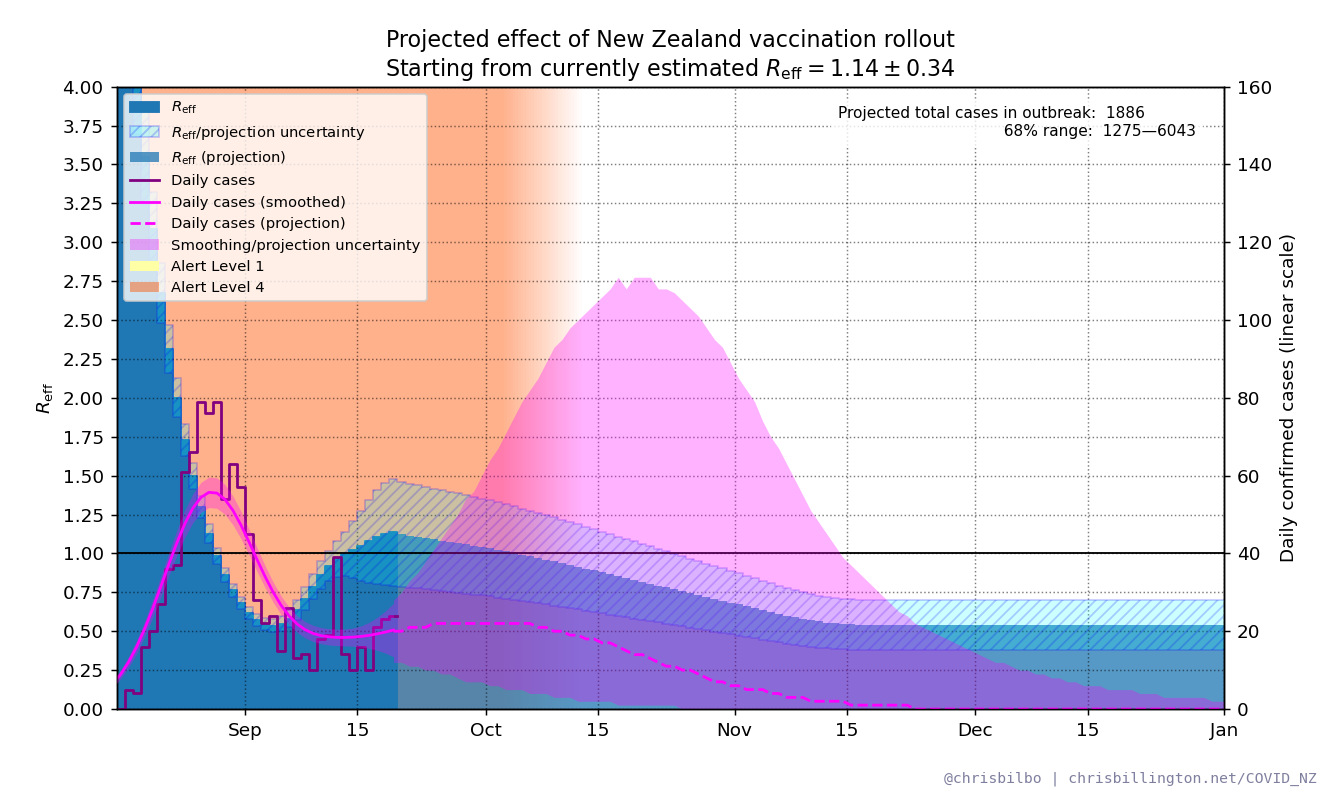 Projected effect of New Zealand vaccination rollout
Starting from currently estimated R_eff = 1.14 ± 0.34
Projected total cases in outbreak: 1886
68% range: 1275—6043
R_eff
R_eff/projection uncertainty
R_eff (projection)
Daily cases
Daily cases (smoothed)
Daily cases (projection)
Smoothing/projection uncertainty
Alert Level 1
Alert Level 4
R_eff
4.00
3.75
3.50
3.25
3.00
2.75
2.50
2.25
2.00
1.75
1.50
1.25
1.00
0.75
0.50
0.25
0.00
160
140
120
100
80
60
40
20
0
Daily confirmed cases (linear scale)
Sep 15 Oct 15 Nov 15 Dec 15 Jan
@chrisbilbo | chrisbillington.net/COVID_NZ